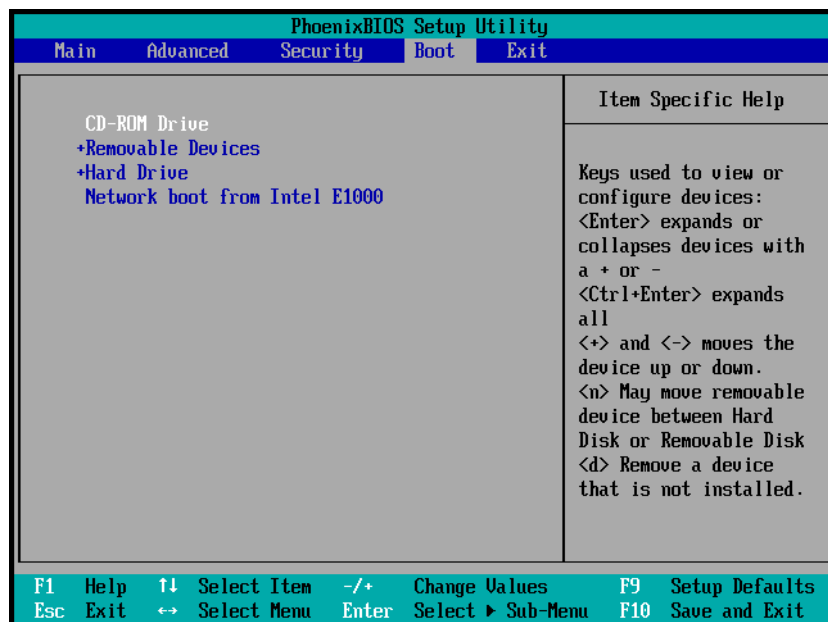 PhoenixBIOS Setup Utility
Main Advanced Security Boot Exit
CD-ROM Drive
+Removable Devices
+Hard Drive
Network boot from Intel E1000
Item Specific Help
Keys used to view or
configure devices:
<Enter> expands or
collapses devices with
a + or -
<Ctrl+Enter> expands
all
<+> and <-> moves the
device up or down.
<n> May move removable
device between Hard
Disk or Removable Disk
<d> Remove a device
that is not installed.
F1 Help ↑↓ Select Item -/+ Change Values F9 Setup Defaults
Esc Exit ↔ Select Menu Enter Select ▶ Sub-Menu F10 Save and Exit